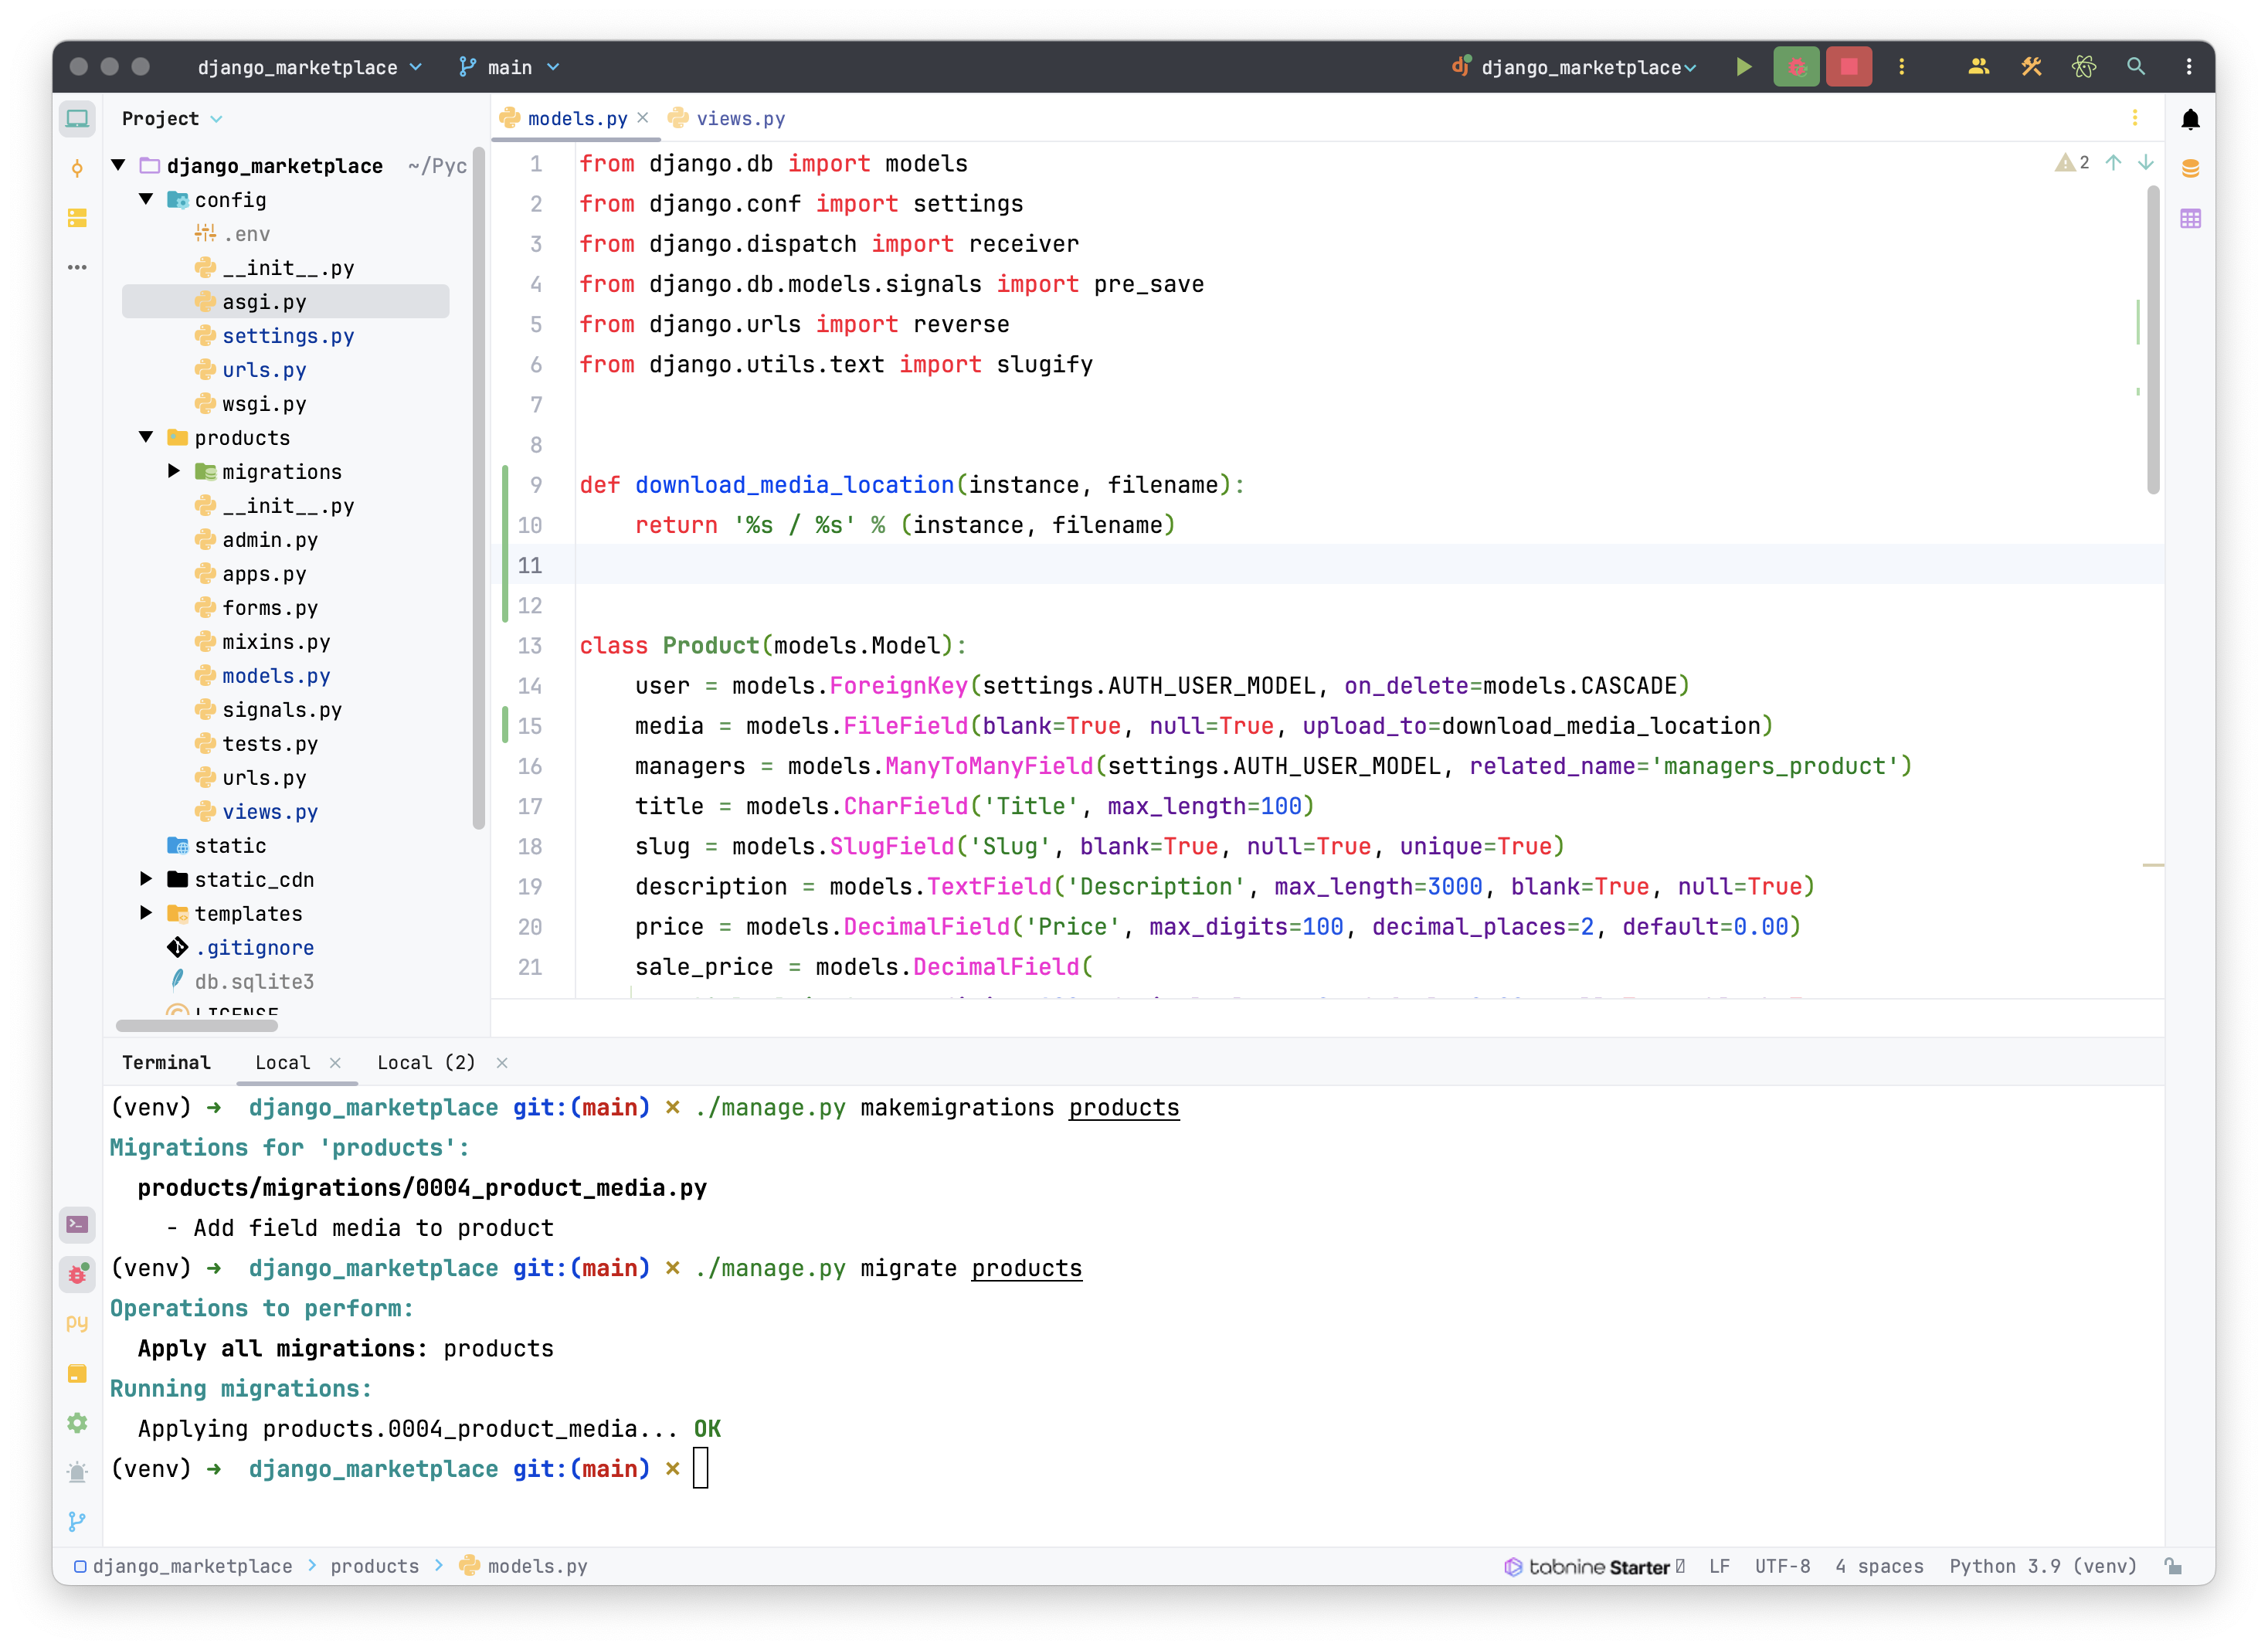 django_marketplace main django_marketplace
Project
django_marketplace ~/Pyc
config
.env
__init__.py
asgi.py
settings.py
urls.py
wsgi.py
products
migrations
__init__.py
admin.py
apps.py
forms.py
mixins.py
models.py
signals.py
tests.py
urls.py
views.py
static
static_cdn
templates
.gitignore
db.sqlite3
LICENSE
models.py views.py
2
1 from django.db import models
2 from django.conf import settings
3 from django.dispatch import receiver
4 from django.db.models.signals import pre_save
5 from django.urls import reverse
6 from django.utils.text import slugify
7
8
9 def download_media_location(instance, filename):
10     return '%s / %s' % (instance, filename)
11
12
13 class Product(models.Model):
14     user = models.ForeignKey(settings.AUTH_USER_MODEL, on_delete=models.CASCADE)
15     media = models.FileField(blank=True, null=True, upload_to=download_media_location)
16     managers = models.ManyToManyField(settings.AUTH_USER_MODEL, related_name='managers_product')
17     title = models.CharField('Title', max_length=100)
18     slug = models.SlugField('Slug', blank=True, null=True, unique=True)
19     description = models.TextField('Description', max_length=3000, blank=True, null=True)
20     price = models.DecimalField('Price', max_digits=100, decimal_places=2, default=0.00)
21     sale_price = models.DecimalField(
Terminal Local Local (2)
(venv) ➜  django_marketplace git:(main) ✗ ./manage.py makemigrations products
Migrations for 'products':
  products/migrations/0004_product_media.py
    - Add field media to product
(venv) ➜  django_marketplace git:(main) ✗ ./manage.py migrate products
Operations to perform:
  Apply all migrations: products
Running migrations:
  Applying products.0004_product_media... OK
(venv) ➜  django_marketplace git:(main) ✗
py
django_marketplace > products > models.py
tabnine Starter LF UTF-8 4 spaces Python 3.9 (venv)